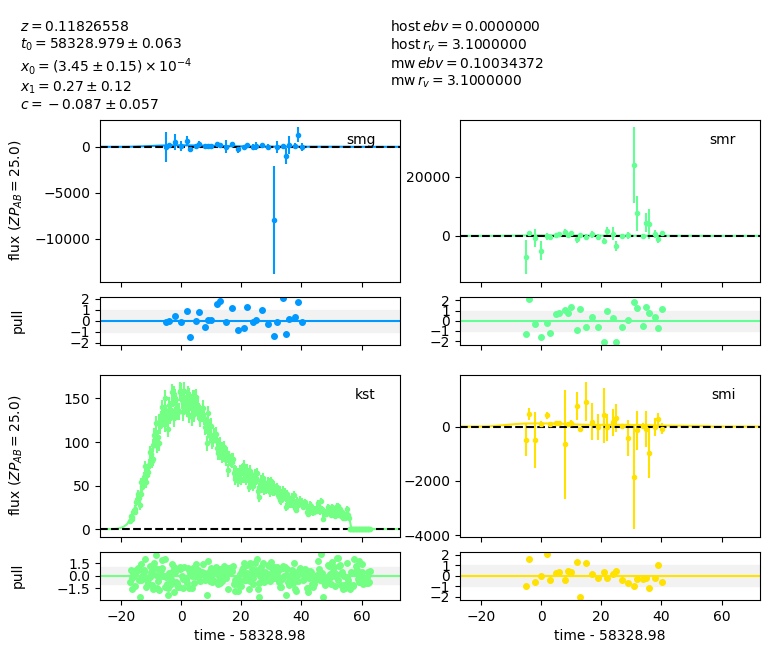 z = 0.11826558
t₀ = 58328.979 ± 0.063
x₀ = (3.45 ± 0.15) × 10⁻⁴
x₁ = 0.27 ± 0.12
c = −0.087 ± 0.057
host ebv = 0.0000000
host r_v = 3.1000000
mw ebv = 0.10034372
mw r_v = 3.1000000
smg
0
−5000
−10000
flux (ZP_AB = 25.0)
smr
20000
0
2
1
0
−1
−2
pull
2
1
0
−1
−2
kst
150
100
50
0
flux (ZP_AB = 25.0)
smi
0
−2000
−4000
1.5
0.0
−1.5
pull
−20 0 20 40 60
time - 58328.98
2
1
0
−1
−2
−20 0 20 40 60
time - 58328.98